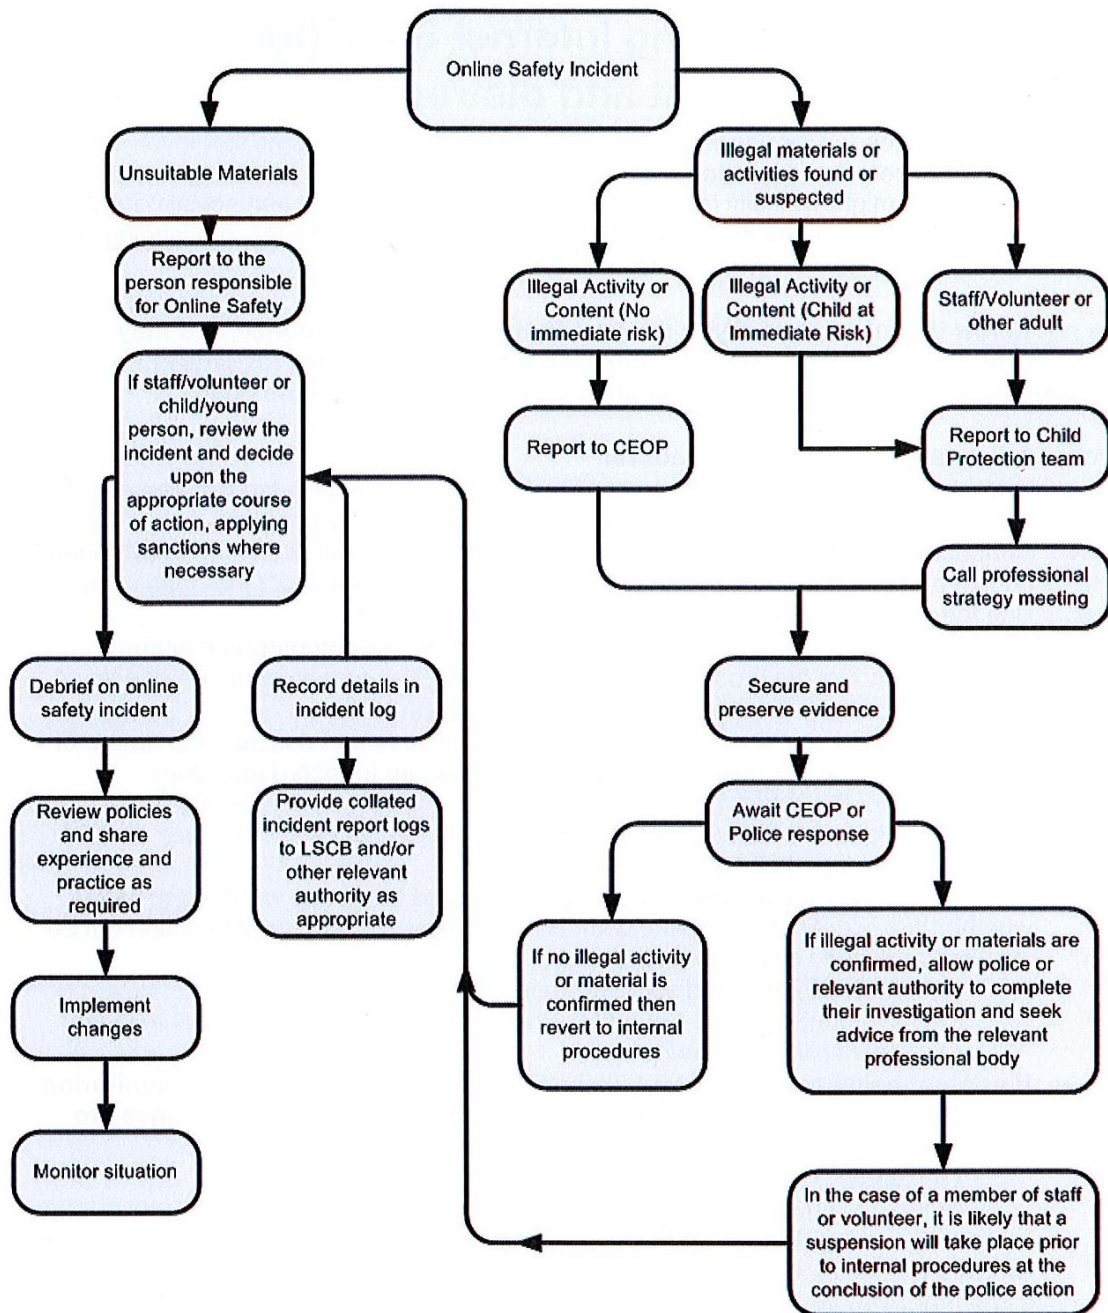 Online Safety Incident
Unsuitable Materials
Report to the
person responsible
for Online Safety
If staff/volunteer or
child/young
person, review the
incident and decide
upon the
appropriate course
of action, applying
sanctions where
necessary
Debrief on online
safety incident
Review policies
and share
experience and
practice as
required
Implement
changes
Monitor situation
Record details in
incident log
Provide collated
incident report logs
to LSCB and/or
other relevant
authority as
appropriate
Illegal materials or
activities found or
suspected
Illegal Activity or
Content (No
immediate risk)
Illegal Activity or
Content (Child at
Immediate Risk)
Staff/Volunteer or
other adult
Report to CEOP
Report to Child
Protection team
Call professional
strategy meeting
Secure and
preserve evidence
Await CEOP or
Police response
If no illegal activity
or material is
confirmed then
revert to internal
procedures
If illegal activity or materials are
confirmed, allow police or
relevant authority to complete
their investigation and seek
advice from the relevant
professional body
In the case of a member of staff
or volunteer, it is likely that a
suspension will take place prior
to internal procedures at the
conclusion of the police action